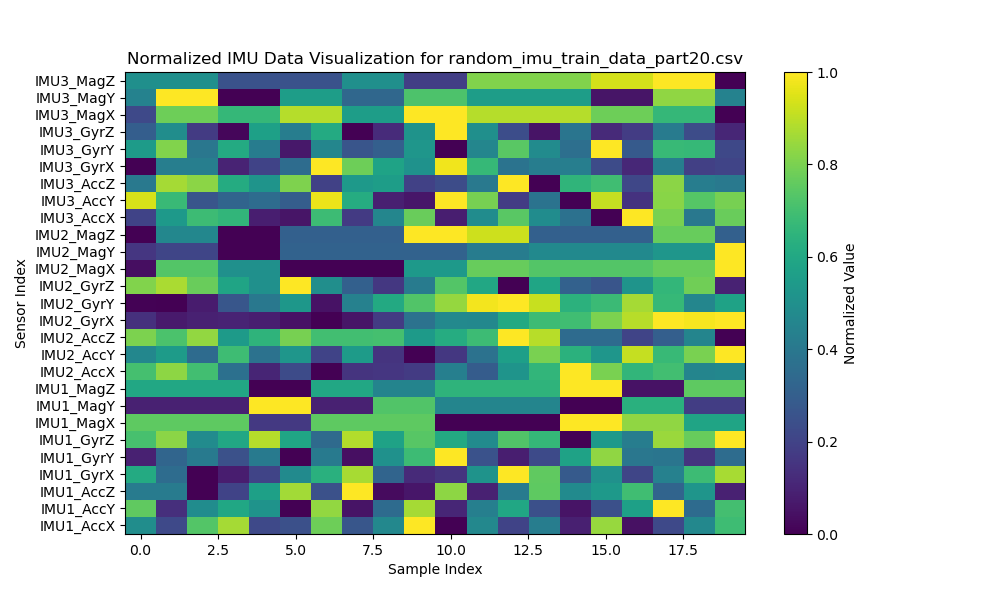 Normalized IMU Data Visualization for random_imu_train_data_part20.csv
IMU3_MagZ
IMU3_MagY
IMU3_MagX
IMU3_GyrZ
IMU3_GyrY
IMU3_GyrX
IMU3_AccZ
IMU3_AccY
IMU3_AccX
IMU2_MagZ
IMU2_MagY
IMU2_MagX
IMU2_GyrZ
IMU2_GyrY
IMU2_GyrX
IMU2_AccZ
IMU2_AccY
IMU2_AccX
IMU1_MagZ
IMU1_MagY
IMU1_MagX
IMU1_GyrZ
IMU1_GyrY
IMU1_GyrX
IMU1_AccZ
IMU1_AccY
IMU1_AccX
Sensor Index
0.0 2.5 5.0 7.5 10.0 12.5 15.0 17.5
Sample Index
1.0
0.8
0.6
0.4
0.2
0.0
Normalized Value